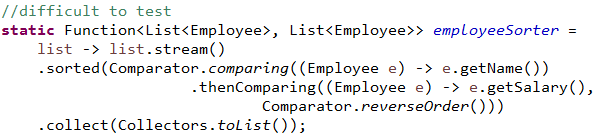 //difficult to test
static Function<List<Employee>, List<Employee>> employeeSorter =
list -> list.stream()
.sorted(Comparator.comparing((Employee e) -> e.getName())
.thenComparing((Employee e) -> e.getSalary(),
Comparator.reverseOrder()))
.collect(Collectors.toList());